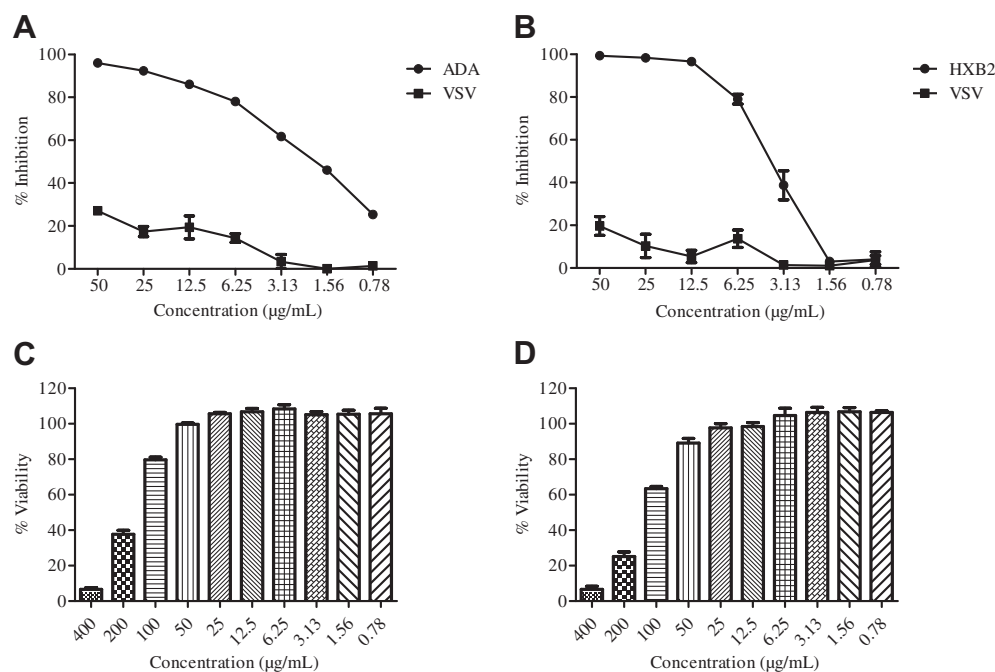 A
100
80
60
40
20
0
% Inhibition
50 25 12.5 6.25 3.13 1.56 0.78
Concentration (µg/mL)
ADA
VSV
B
100
80
60
40
20
0
% Inhibition
50 25 12.5 6.25 3.13 1.56 0.78
Concentration (µg/mL)
HXB2
VSV
C
120
100
80
60
40
20
0
% Viability
400 200 100 50 25 12.5 6.25 3.13 1.56 0.78
Concentration (µg/mL)
D
120
100
80
60
40
20
0
% Viability
400 200 100 50 25 12.5 6.25 3.13 1.56 0.78
Concentration (µg/mL)